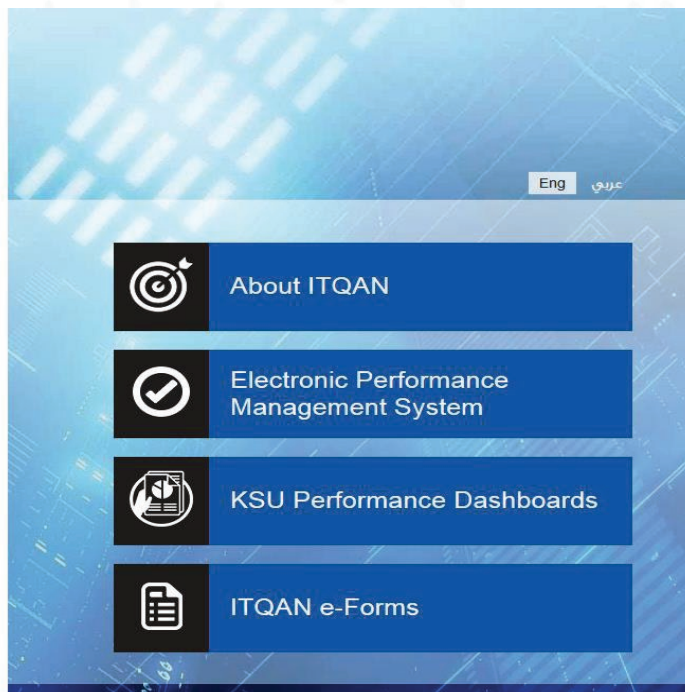 Eng عربي
About ITQAN
Electronic Performance
Management System
KSU Performance Dashboards
ITQAN e-Forms